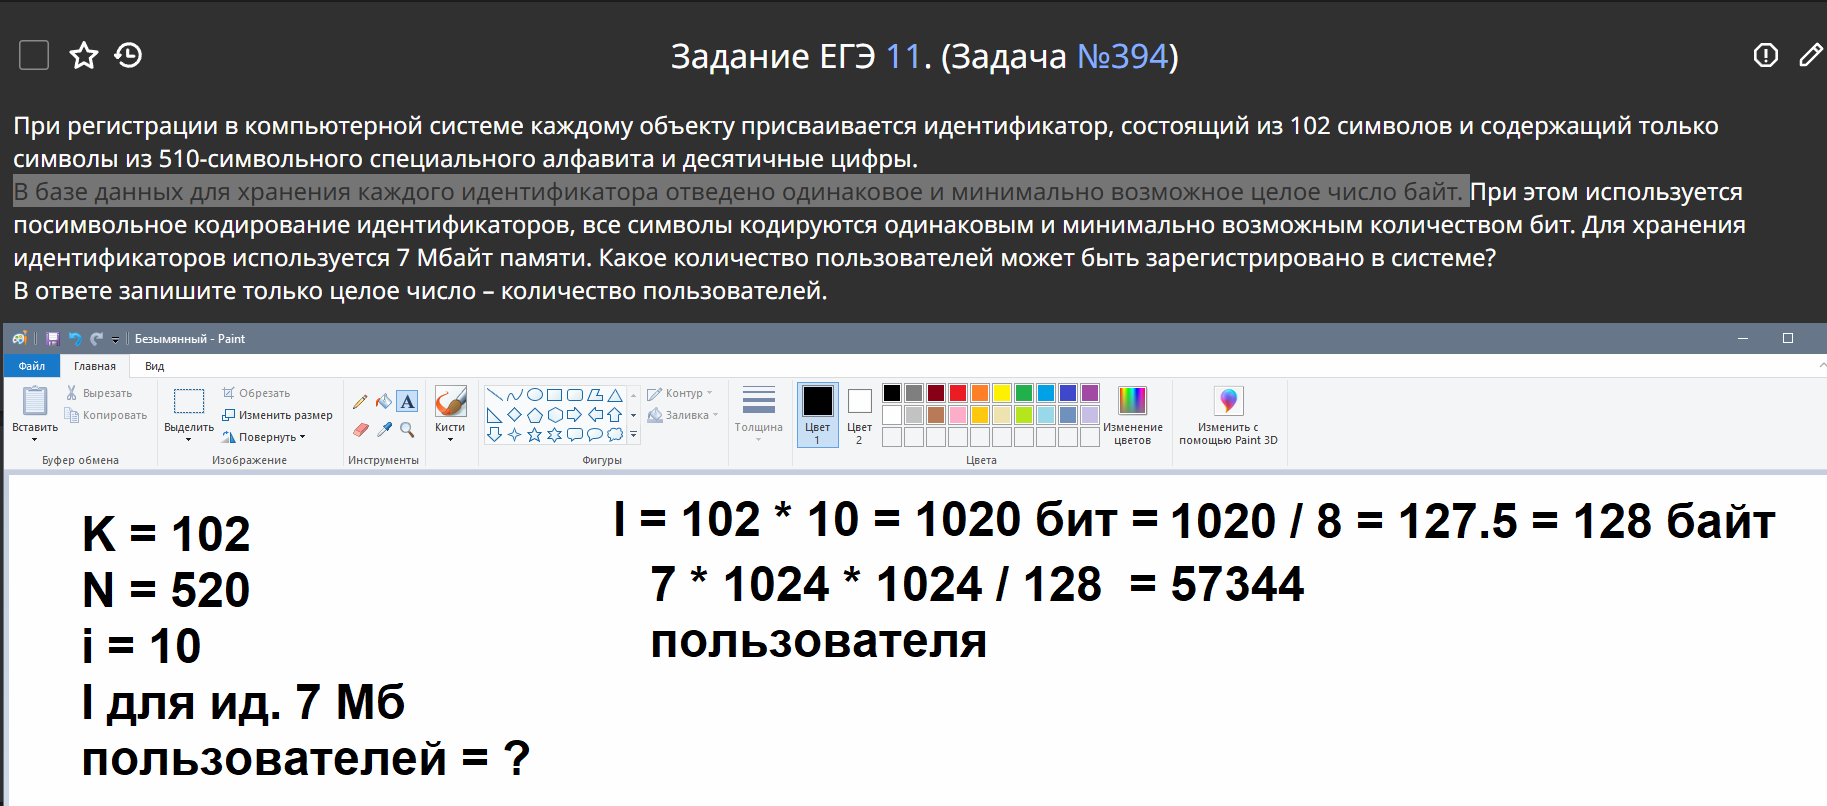 Задание ЕГЭ 11. (Задача №394)
При регистрации в компьютерной системе каждому объекту присваивается идентификатор, состоящий из 102 символов и содержащий только
символы из 510-символьного специального алфавита и десятичные цифры.
В базе данных для хранения каждого идентификатора отведено одинаковое и минимально возможное целое число байт. При этом используется
посимвольное кодирование идентификаторов, все символы кодируются одинаковым и минимально возможным количеством бит. Для хранения
идентификаторов используется 7 Мбайт памяти. Какое количество пользователей может быть зарегистрировано в системе?
В ответе запишите только целое число – количество пользователей.
Безымянный - Paint
Файл Главная Вид
Вставить
Вырезать
Копировать
Буфер обмена
Выделить
Обрезать
Изменить размер
Повернуть
Изображение
A
Инструменты
Кисти
Контур
Заливка
Фигуры
Толщина
Цвет
1
Цвет
2
Изменение
цветов
Цвета
Изменить с
помощью Paint 3D
K = 102
N = 520
i = 10
I для ид. 7 Мб
пользователей = ?
I = 102 * 10 = 1020 бит = 1020 / 8 = 127.5 = 128 байт
7 * 1024 * 1024 / 128 = 57344
пользователя